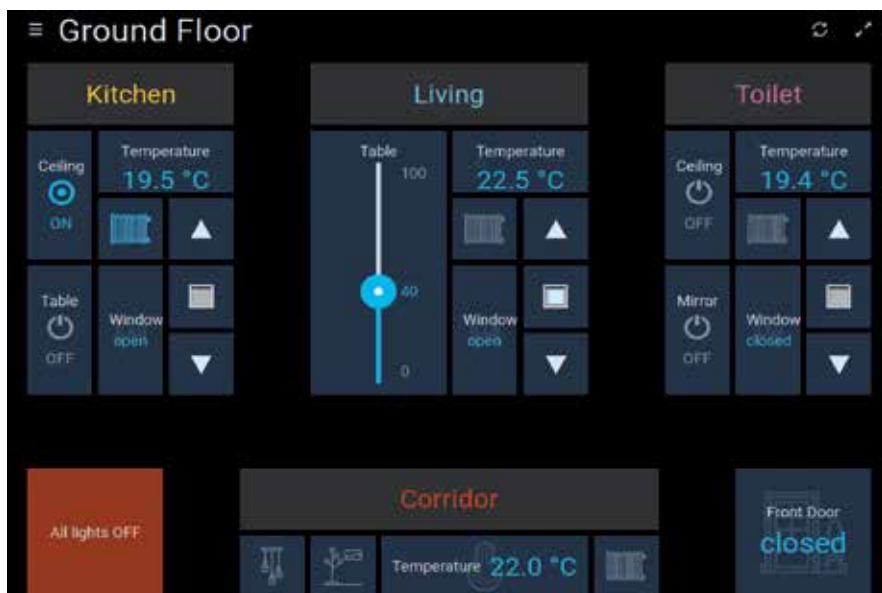 Ground Floor
Kitchen
Ceiling
ON
Temperature
19.5 °C
Table
OFF
Window
open
Living
Table
100
40
0
Temperature
22.5 °C
Window
open
Toilet
Ceiling
OFF
Temperature
19.4 °C
Mirror
OFF
Window
closed
All lights OFF
Corridor
Temperature 22.0 °C
Front Door
closed